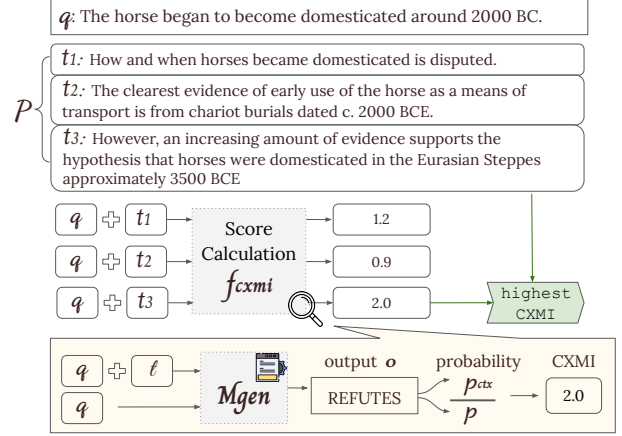 q: The horse began to become domesticated around 2000 BC.
P
t1: How and when horses became domesticated is disputed.
t2: The clearest evidence of early use of the horse as a means of
transport is from chariot burials dated c. 2000 BCE.
t3: However, an increasing amount of evidence supports the
hypothesis that horses were domesticated in the Eurasian Steppes
approximately 3500 BCE
q + t1
q + t2
q + t3
Score
Calculation
fcxmi
1.2
0.9
2.0
highest
CXMI
q + t
q
Mgen
output o
REFUTES
probability
pctx
p
CXMI
2.0